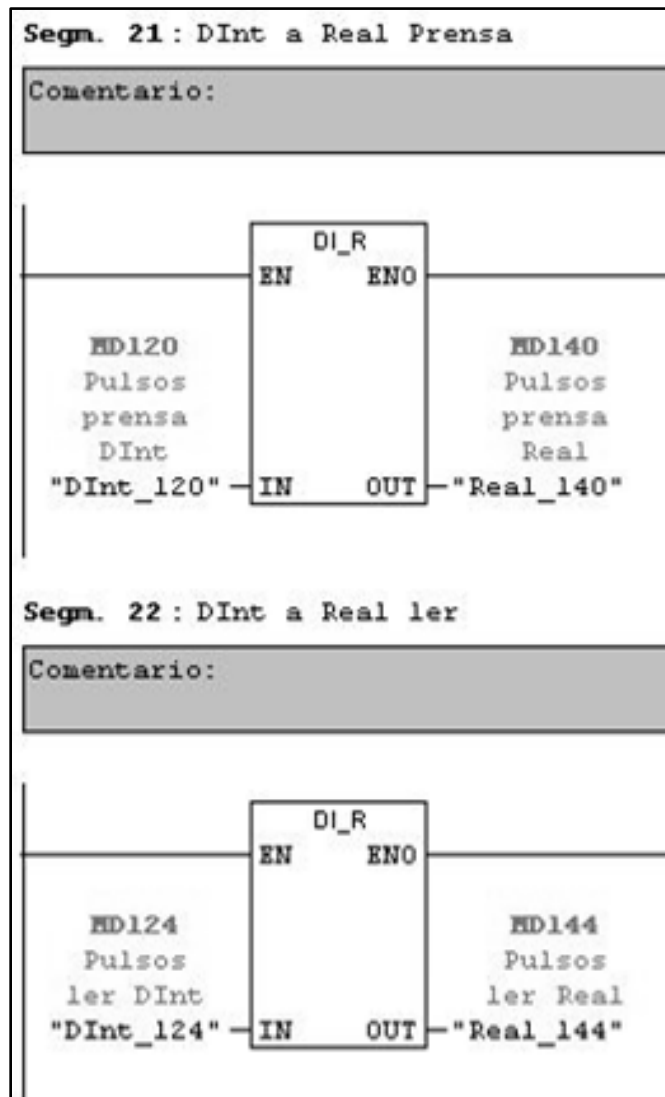 Segm. 21 : DInt a Real Prensa
Comentario:
DI_R
EN ENO
MD120 MD140
Pulsos Pulsos
prensa prensa
DInt Real
"DInt_120" IN OUT "Real_140"
Segm. 22 : DInt a Real ler
Comentario:
DI_R
EN ENO
MD124 MD144
Pulsos Pulsos
ler DInt ler Real
"DInt_124" IN OUT "Real_144"